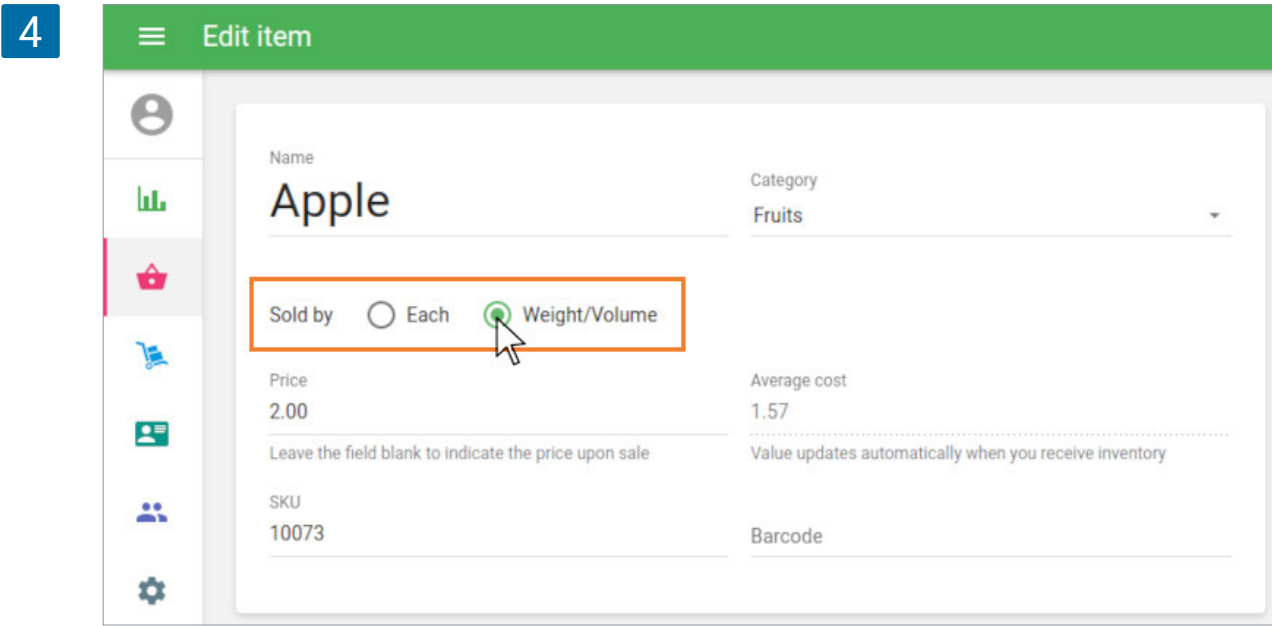 4
Edit item
Name
Apple
Category
Fruits
Sold by Each Weight/Volume
Price
2.00
Leave the field blank to indicate the price upon sale
Average cost
1.57
Value updates automatically when you receive inventory
SKU
10073
Barcode